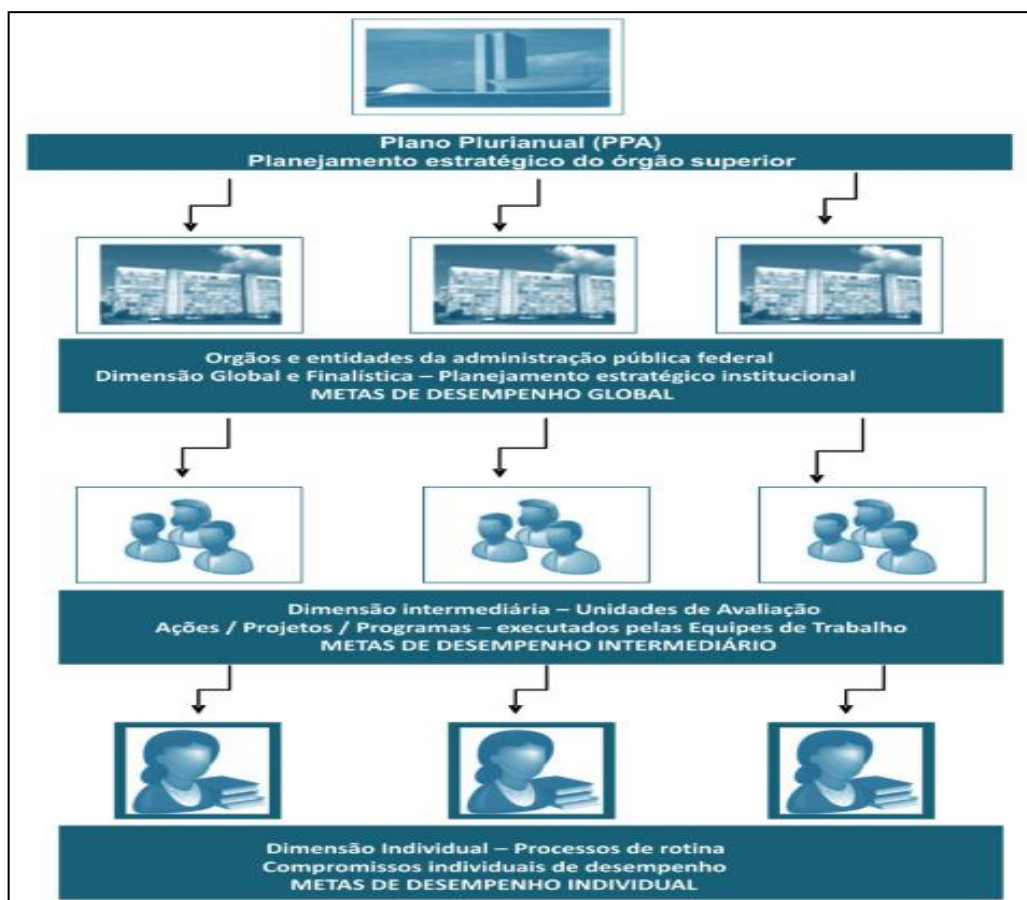 Plano Plurianual (PPA)
Planejamento estratégico do órgão superior
Orgãos e entidades da administração pública federal
Dimensão Global e Finalística – Planejamento estratégico institucional
METAS DE DESEMPENHO GLOBAL
Dimensão intermediária – Unidades de Avaliação
Ações / Projetos / Programas – executados pelas Equipes de Trabalho
METAS DE DESEMPENHO INTERMEDIÁRIO
Dimensão Individual – Processos de rotina
Compromissos individuais de desempenho
METAS DE DESEMPENHO INDIVIDUAL